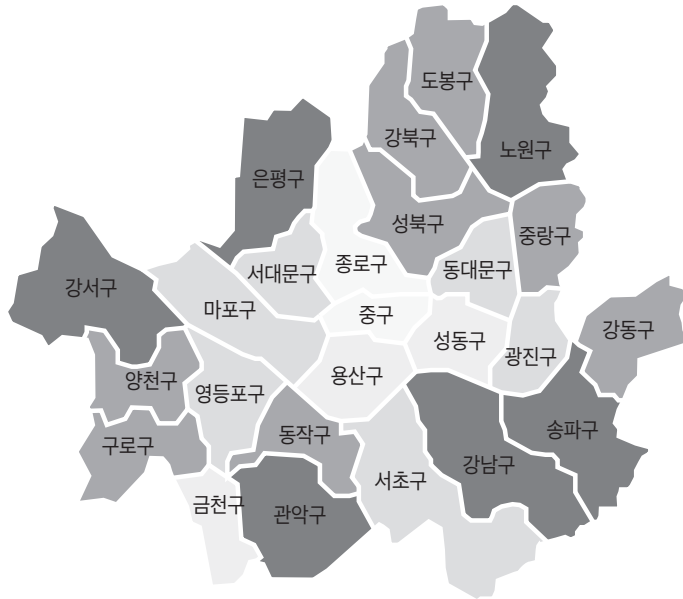 도봉구
강북구
노원구
은평구
성북구
중랑구
종로구
서대문구
동대문구
강서구
마포구
중구
강동구
성동구
광진구
용산구
양천구
영등포구
송파구
동작구
구로구
강남구
서초구
금천구
관악구